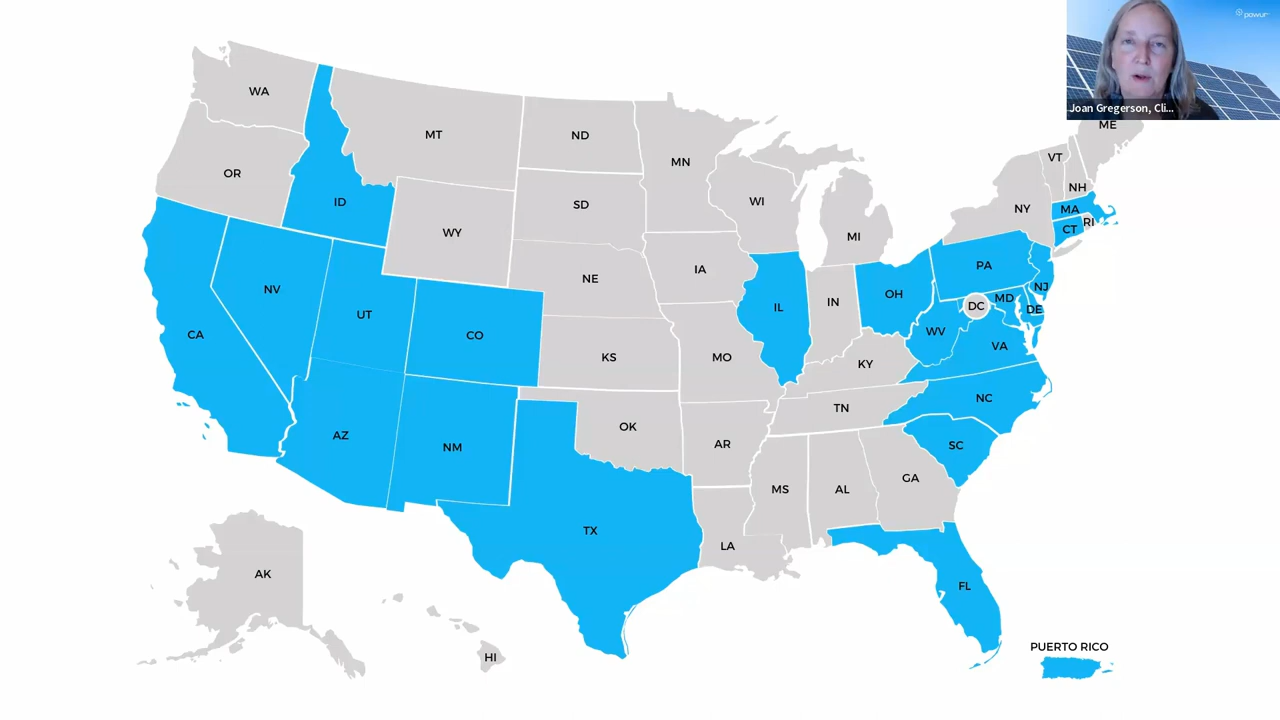 powur
Joan Gregerson, Cli...
WA
MT
ND
MN
ME
VT
NH
OR
ID
WY
SD
WI
MI
NY
MA
RI
CT
NV
UT
CO
NE
IA
IL
IN
OH
PA
NJ
MD
DE
DC
WV
VA
CA
KS
MO
KY
NC
AZ
NM
OK
AR
TN
SC
TX
LA
MS
AL
GA
FL
AK
HI
PUERTO RICO